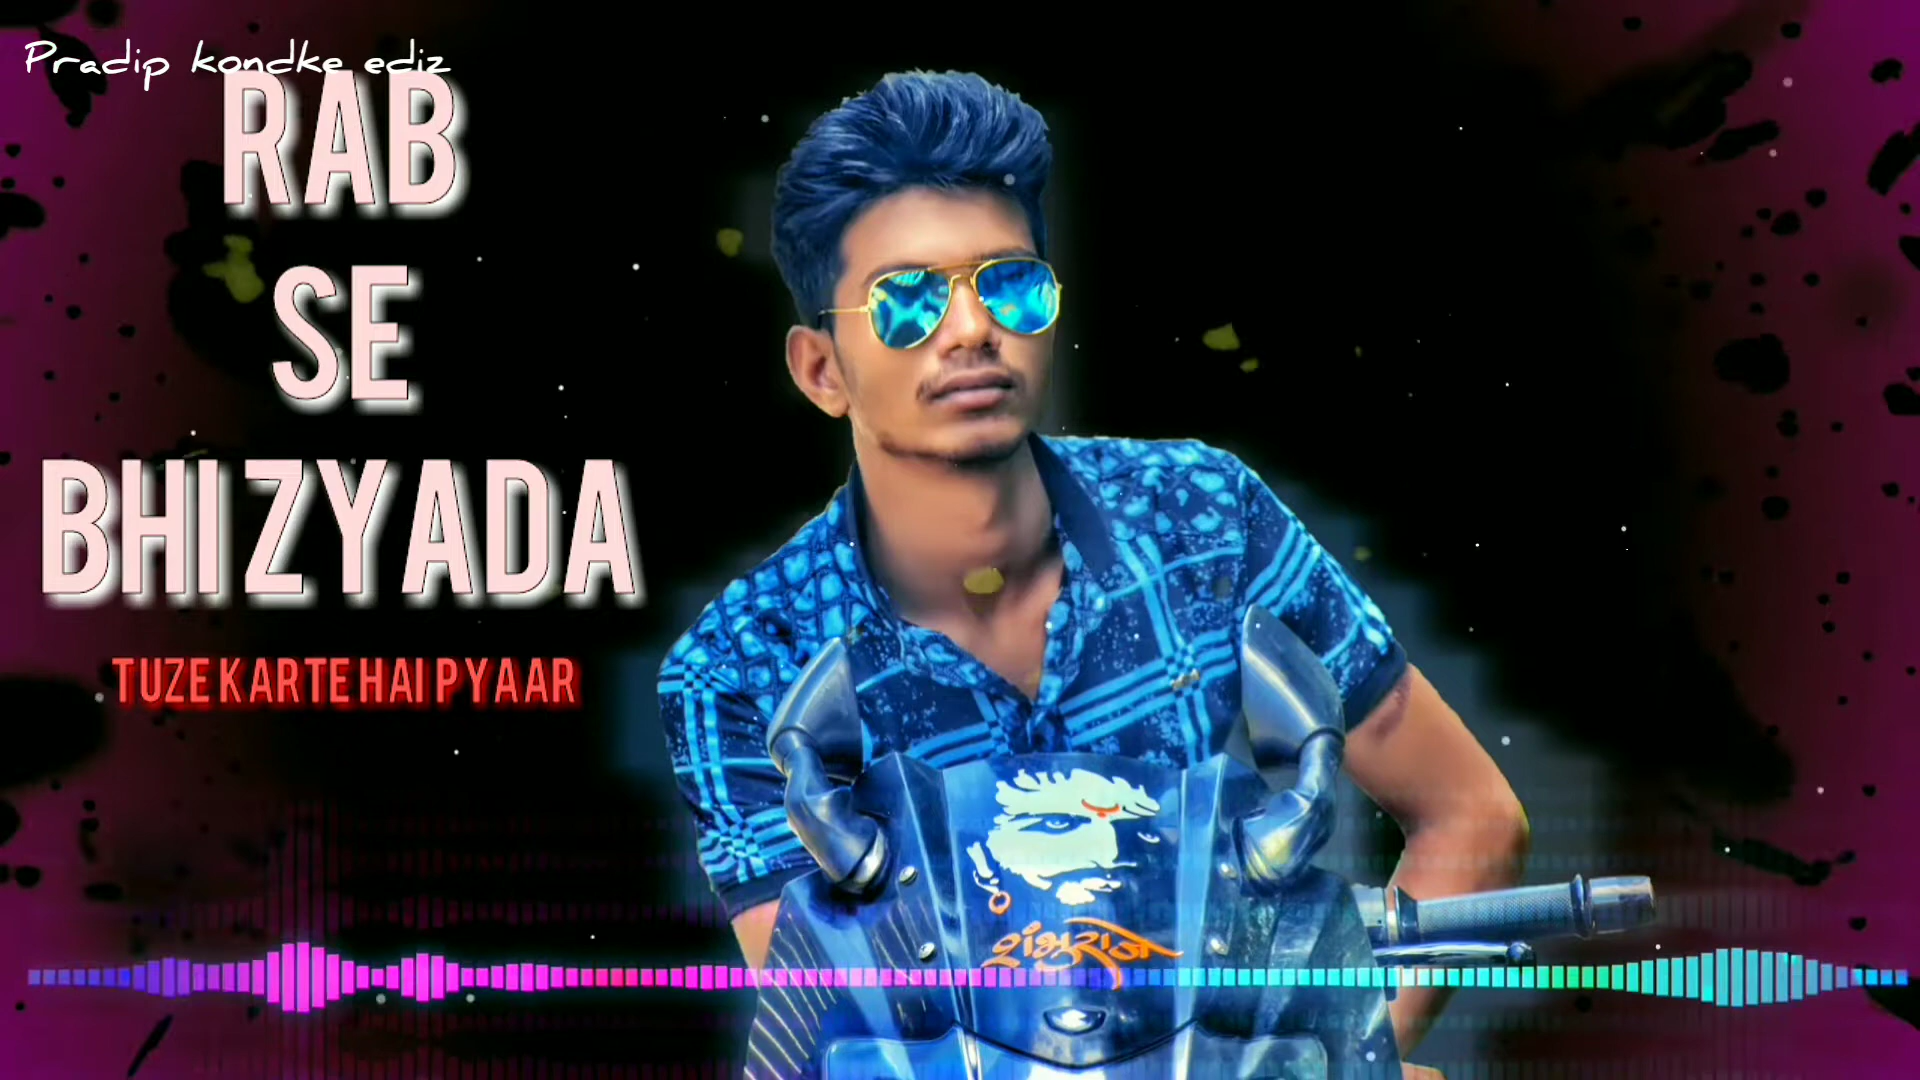 Pradip kondke ediz
RAB
SE
BHI ZYADA
TUZE KARTE HAI PYAAR
शंभुराजे